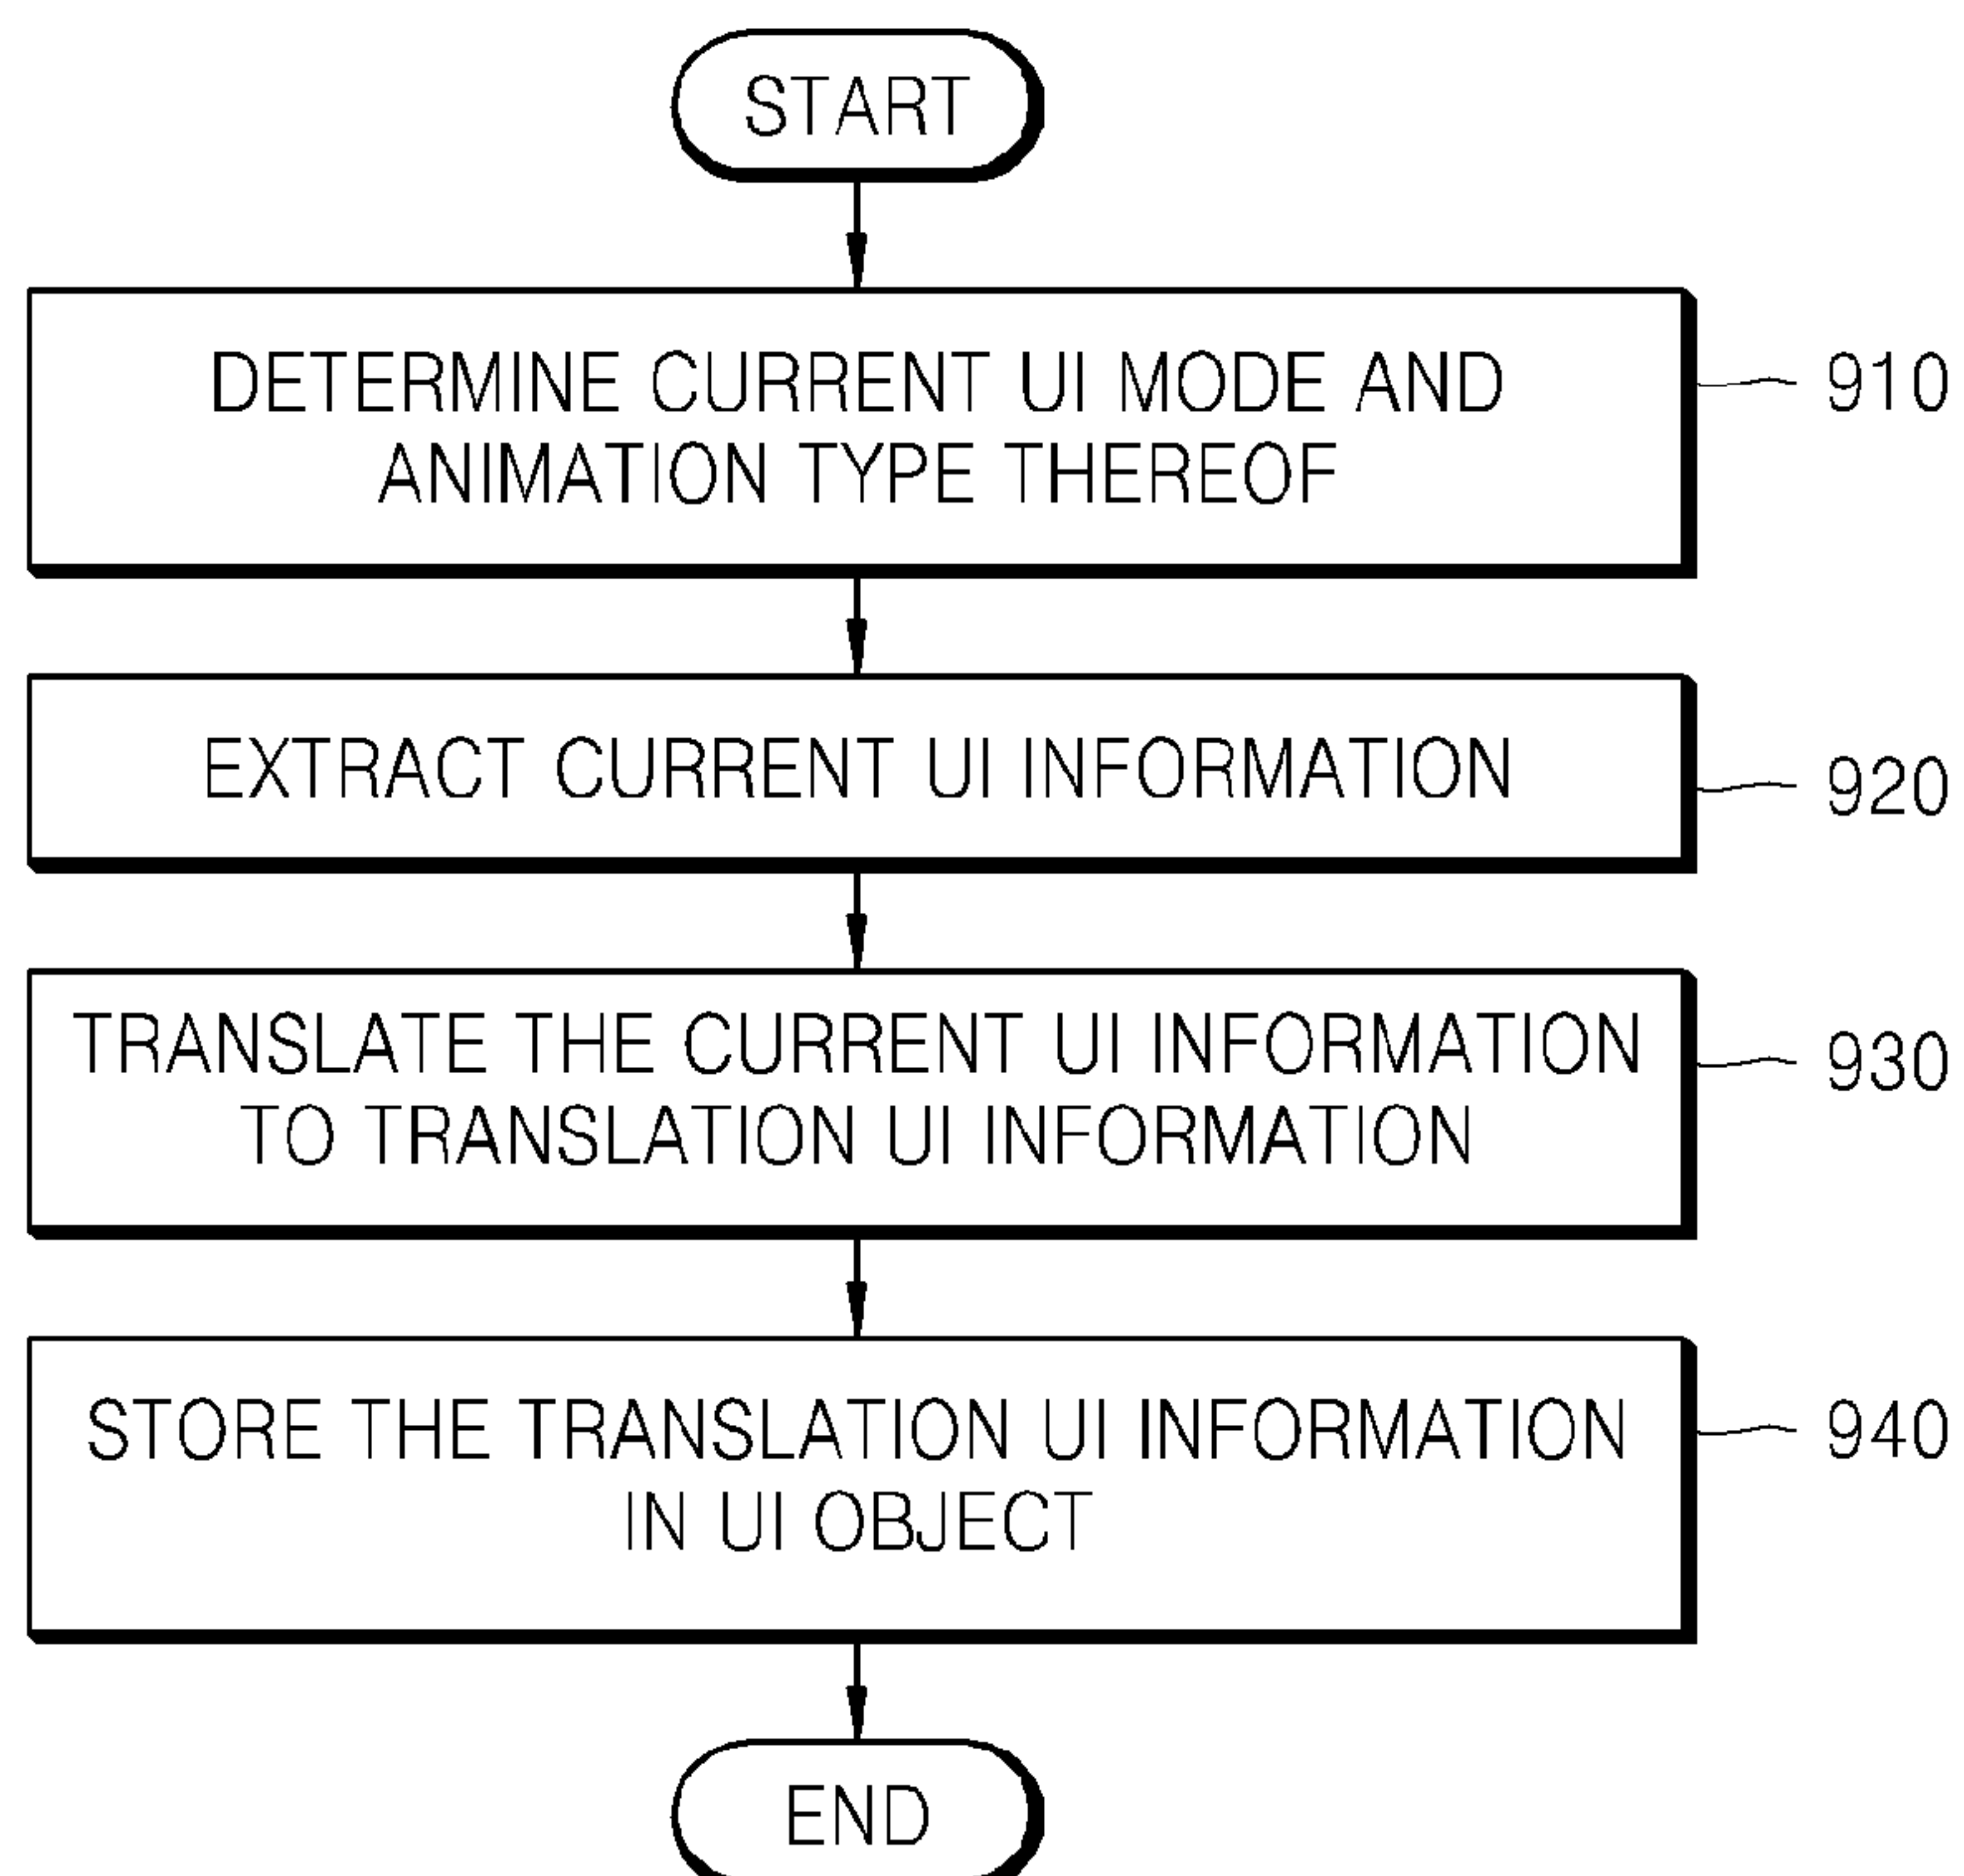 START
DETERMINE CURRENT UI MODE AND
ANIMATION TYPE THEREOF
910
EXTRACT CURRENT UI INFORMATION
920
TRANSLATE THE CURRENT UI INFORMATION
TO TRANSLATION UI INFORMATION
930
STORE THE TRANSLATION UI INFORMATION
IN UI OBJECT
940
END